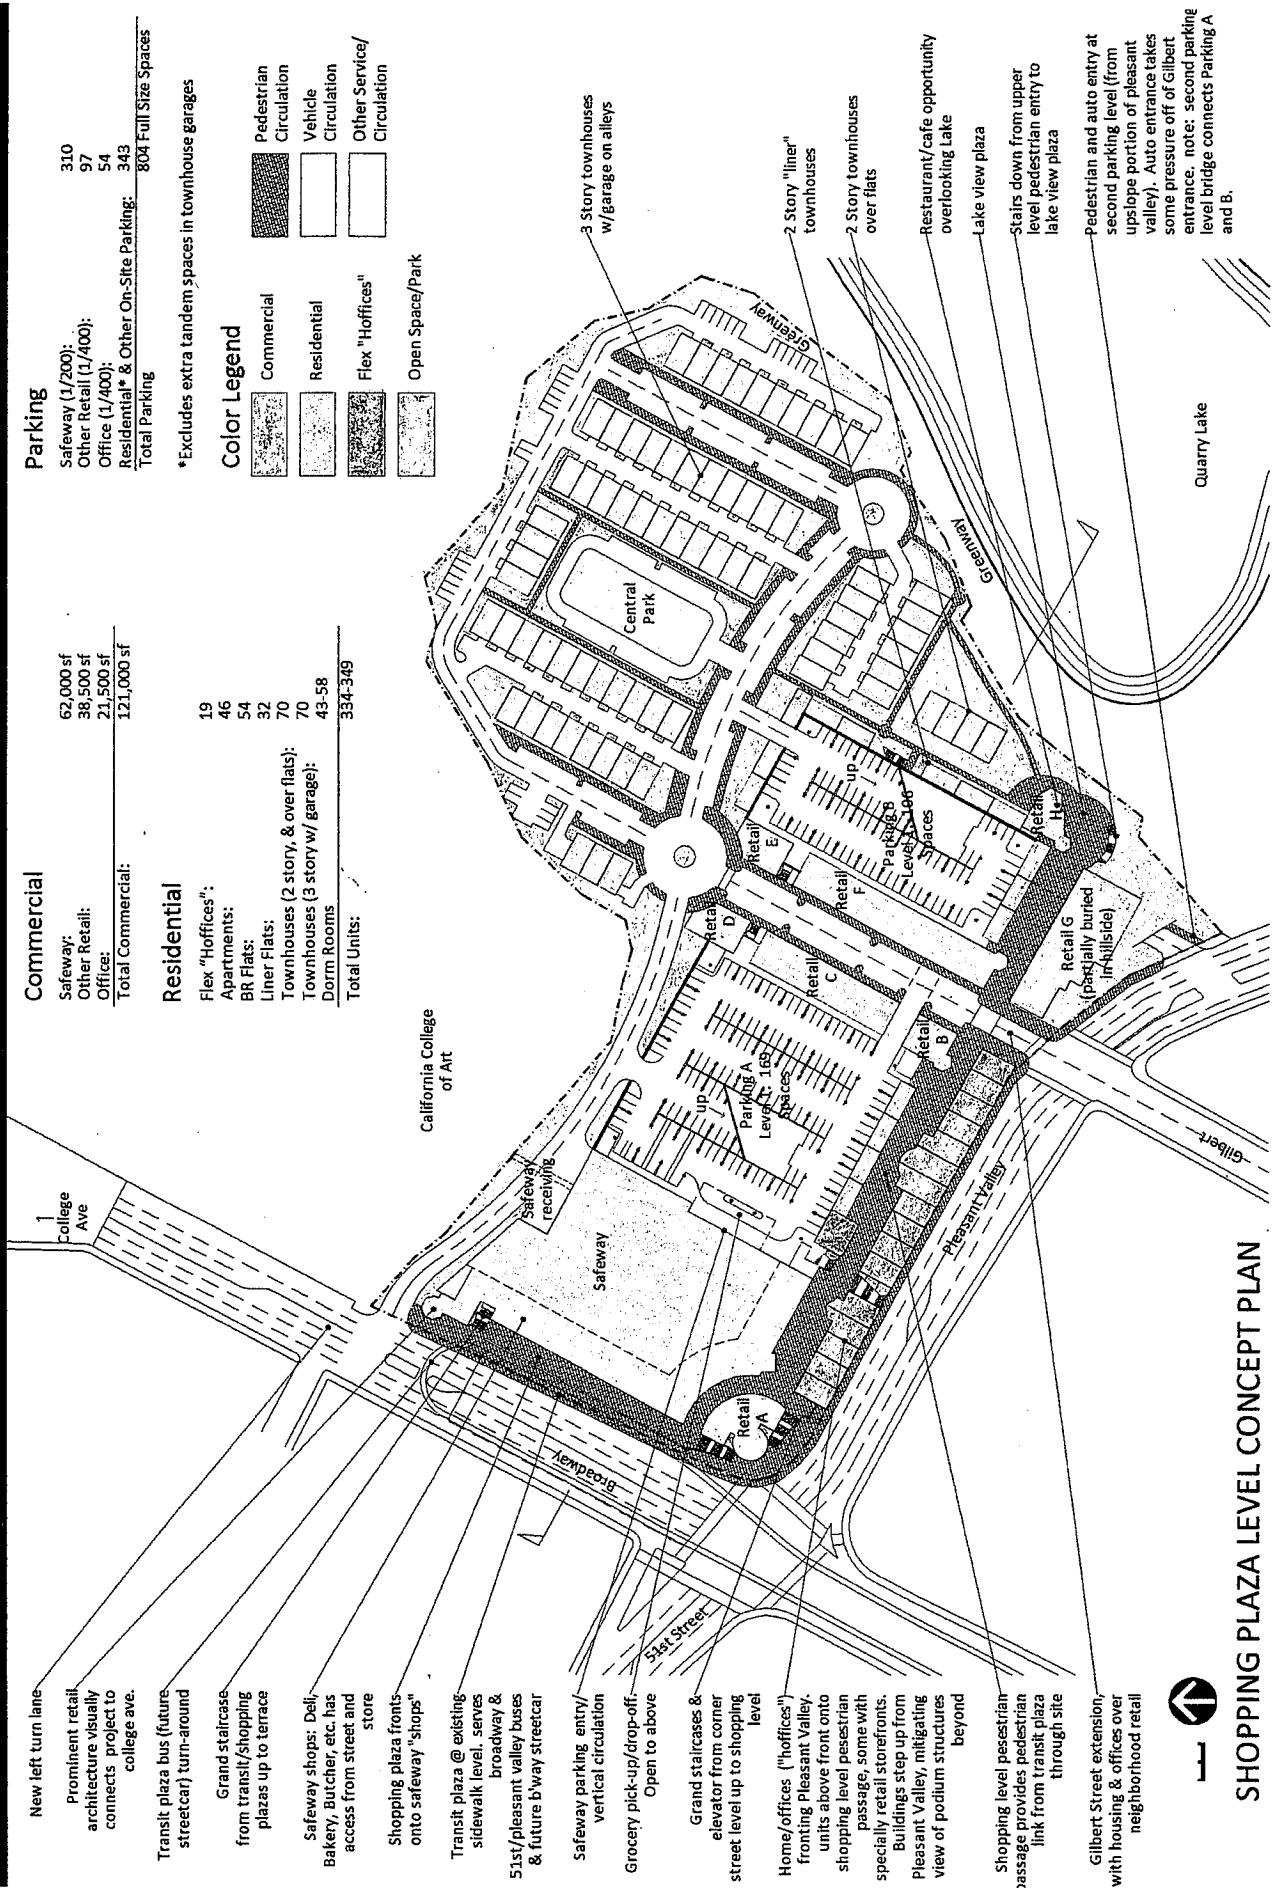 SHOPPING PLAZA LEVEL CONCEPT PLAN
New left turn lane
Prominent retail
architecture visually
connects project to
college ave.
Transit plaza bus (future
streetcar) turn-around
Grand staircase
from transit/shopping
plazas up to terrace
Safeway shops: Deli,
Bakery, Butcher, etc. has
access from street and
store
Shopping plaza fronts
onto safeway "shops"
Transit plaza @ existing
sidewalk level. serves
broadway &
51st/pleasant valley buses
& future b'way streetcar
Safeway parking entry/
vertical circulation
Grocery pick-up/drop-off.
Open to above
Grand staircases &
elevator from corner
street level up to shopping
level
Home/offices ("hoffices")
fronting Pleasant Valley.
units above front onto
shopping level pesestrian
passage, some with
specially retail storefronts.
Buildings step up from
Pleasant Valley, mitigating
view of podium structures
beyond
Shopping level pesestrian
passage provides pedestrian
link from transit plaza
through site
Gilbert Street extension,
with housing & offices over
neighborhood retail
Commercial
Safeway: 62,000 sf
Other Retail: 38,500 sf
Office: 21,500 sf
Total Commercial: 121,000 sf
Residential
Flex "Hoffices": 19
Apartments: 46
BR Flats: 54
Liner Flats: 32
Townhouses (2 story, & over flats): 70
Townhouses (3 story w/ garage): 70
Dorm Rooms 43-58
Total Units: 334-349
Parking
Safeway (1/200): 310
Other Retail (1/400): 97
Office (1/400): 54
Residential* & Other On-Site Parking: 343
Total Parking 804 Full Size Spaces
*Excludes extra tandem spaces in townhouse garages
Color Legend
Commercial
Residential
Flex "Hoffices"
Open Space/Park
Pedestrian
Circulation
Vehicle
Circulation
Other Service/
Circulation
3 Story townhouses
w/garage on alleys
2 Story "liner"
townhouses
2 Story townhouses
over flats
Restaurant/cafe opportunity
overlooking Lake
Lake view plaza
Stairs down from upper
level pedestrian entry to
lake view plaza
Pedestrian and auto entry at
second parking level (from
upslope portion of pleasant
valley). Auto entrance takes
some pressure off of Gilbert
entrance. note: second parking
level bridge connects Parking A
and B.
College
Ave
California College
of Art
Broadway
51st Street
Pleasant Valley
Gilbert
Safeway
Safeway
receiving
Parking A
Level 1: 169
Spaces
up
Parking B
Level 1: 106
Spaces
up
Retail
A
Retail
B
Retail
C
Retail
D
Retail
E
Retail
F
Retail G
(partially buried
in hillside)
Retail
H
Central
Park
Greenway
Greenway
Quarry Lake